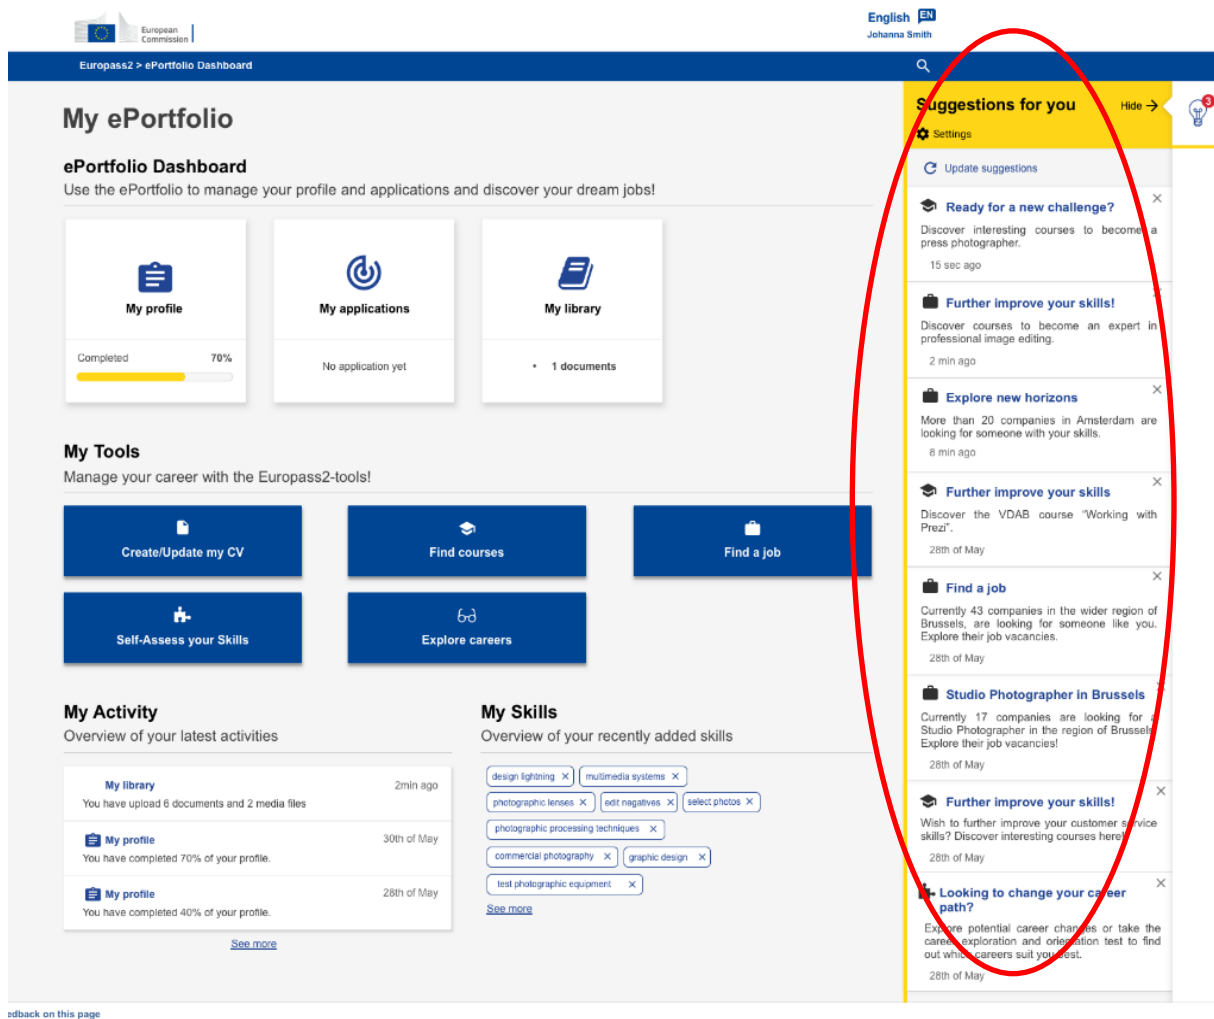 European
Commission
English EN
Johanna Smith
Europass2 > ePortfolio Dashboard
My ePortfolio
ePortfolio Dashboard
Use the ePortfolio to manage your profile and applications and discover your dream jobs!
My profile
Completed 70%
My applications
No application yet
My library
• 1 documents
My Tools
Manage your career with the Europass2-tools!
Create/Update my CV
Find courses
Find a job
Self-Assess your Skills
Explore careers
My Activity
Overview of your latest activities
My library 2min ago
You have upload 6 documents and 2 media files
My profile 30th of May
You have completed 70% of your profile.
My profile 28th of May
You have completed 40% of your profile.
See more
My Skills
Overview of your recently added skills
design lightning X multimedia systems X
photographic lenses X edit negatives X select photos X
photographic processing techniques X
commercial photography X graphic design X
test photographic equipment X
See more
Suggestions for you Hide →
3
Settings
Update suggestions
Ready for a new challenge?
Discover interesting courses to become a
press photographer.
15 sec ago
Further improve your skills!
Discover courses to become an expert in
professional image editing.
2 min ago
Explore new horizons
More than 20 companies in Amsterdam are
looking for someone with your skills.
8 min ago
Further improve your skills
Discover the VDAB course “Working with
Prezi”.
28th of May
Find a job
Currently 43 companies in the wider region of
Brussels, are looking for someone like you.
Explore their job vacancies.
28th of May
Studio Photographer in Brussels
Currently 17 companies are looking for a
Studio Photographer in the region of Brussels
Explore their job vacancies!
28th of May
Further improve your skills!
Wish to further improve your customer service
skills? Discover interesting courses here!
28th of May
Looking to change your career
path?
Explore potential career changes or take the
career exploration and orientation test to find
out which careers suit you best.
28th of May
edback on this page